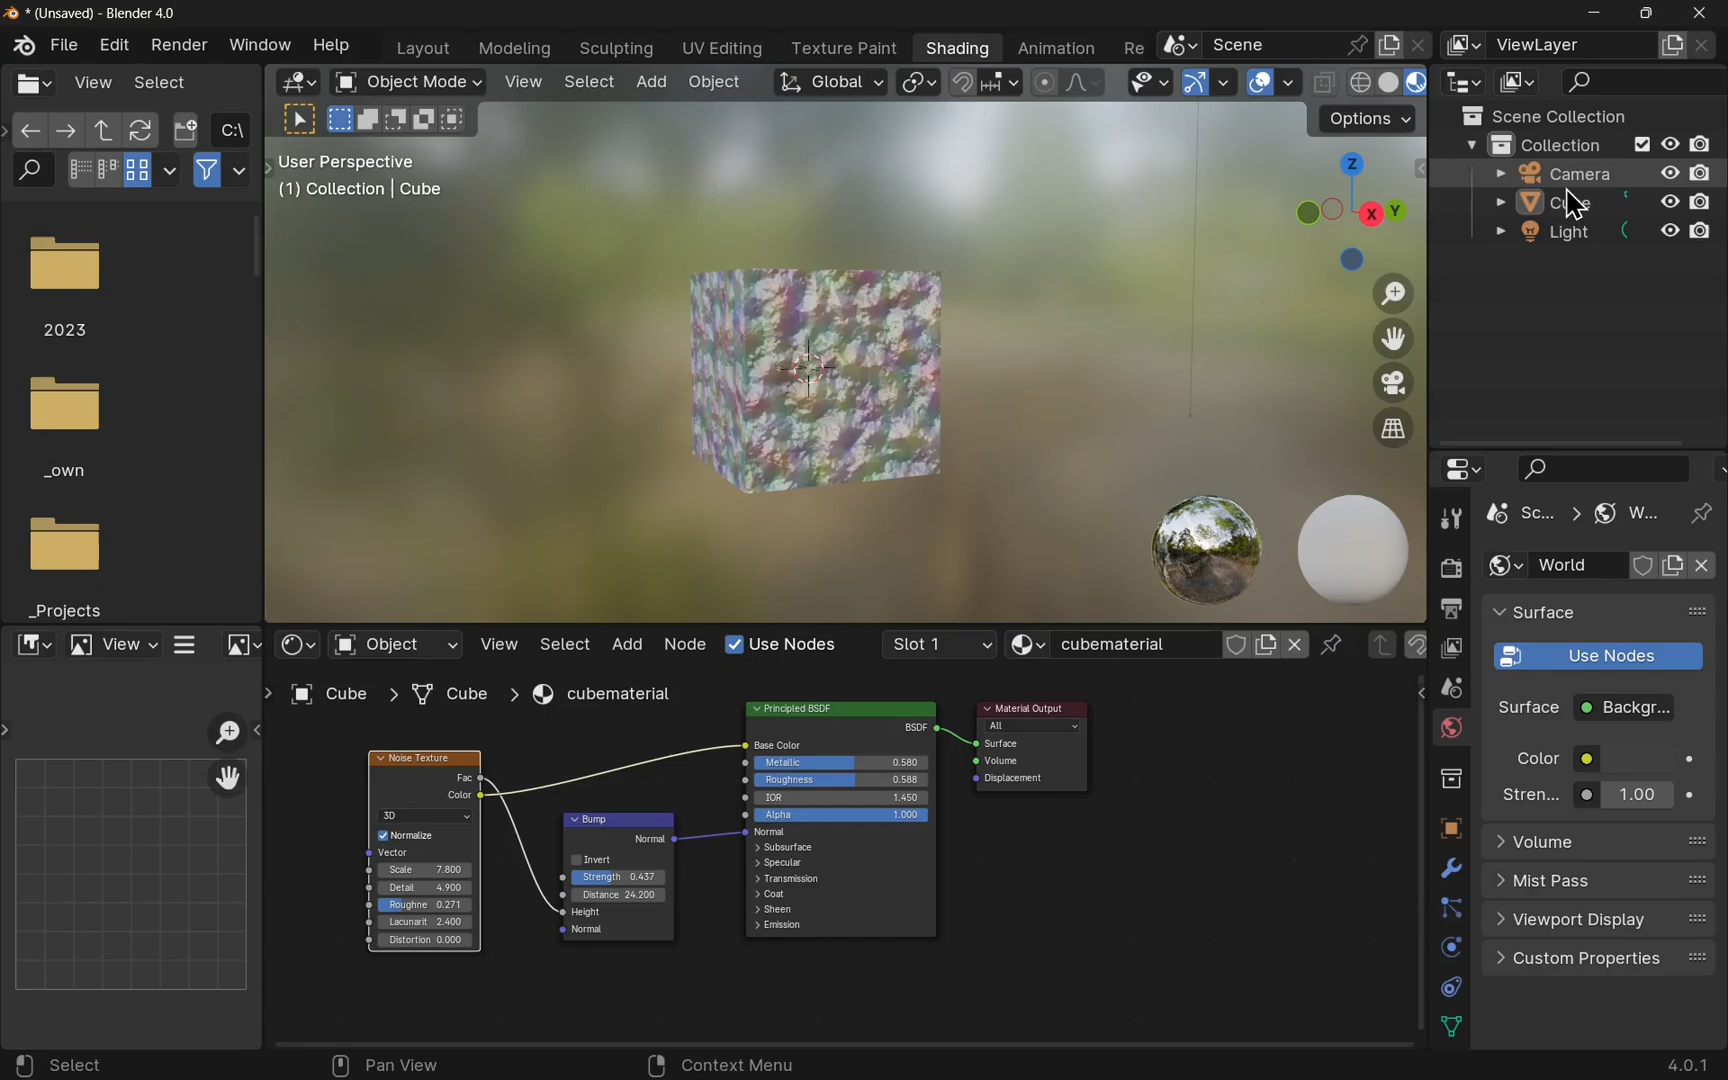 * (Unsaved) - Blender 4.0
File Edit Render Window Help
Layout Modeling Sculpting UV Editing Texture Paint Shading Animation Re
Scene
ViewLayer
View Select
Object Mode View Select Add Object Global
C:\
Options
User Perspective
(1) Collection | Cube
Z
X
Y
Scene Collection
Collection
Camera
Light
2023
_own
_Projects
Sc... > W...
World
Surface
Use Nodes
Surface Backgr...
Color
Stren... 1.00
Volume
Mist Pass
Viewport Display
Custom Properties
View
Object View Select Add Node Use Nodes Slot 1 cubematerial
Cube > Cube > cubematerial
Noise Texture
Fac
Color
3D
Normalize
Vector
Scale 7.800
Detail 4.900
Roughne 0.271
Lacunarit 2.400
Distortion 0.000
Bump
Normal
Invert
Strength 0.437
Distance 24.200
Height
Normal
Principled BSDF
BSDF
Base Color
Metallic 0.580
Roughness 0.588
IOR 1.450
Alpha 1.000
Normal
Subsurface
Specular
Transmission
Coat
Sheen
Emission
Material Output
All
Surface
Volume
Displacement
Select
Pan View
Context Menu
4.0.1